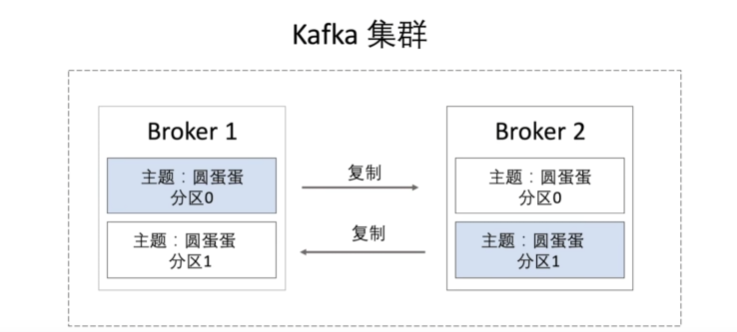 Kafka 集群
Broker 1
主题：圆蛋蛋
分区0
主题：圆蛋蛋
分区1
复制
复制
Broker 2
主题：圆蛋蛋
分区0
主题：圆蛋蛋
分区1